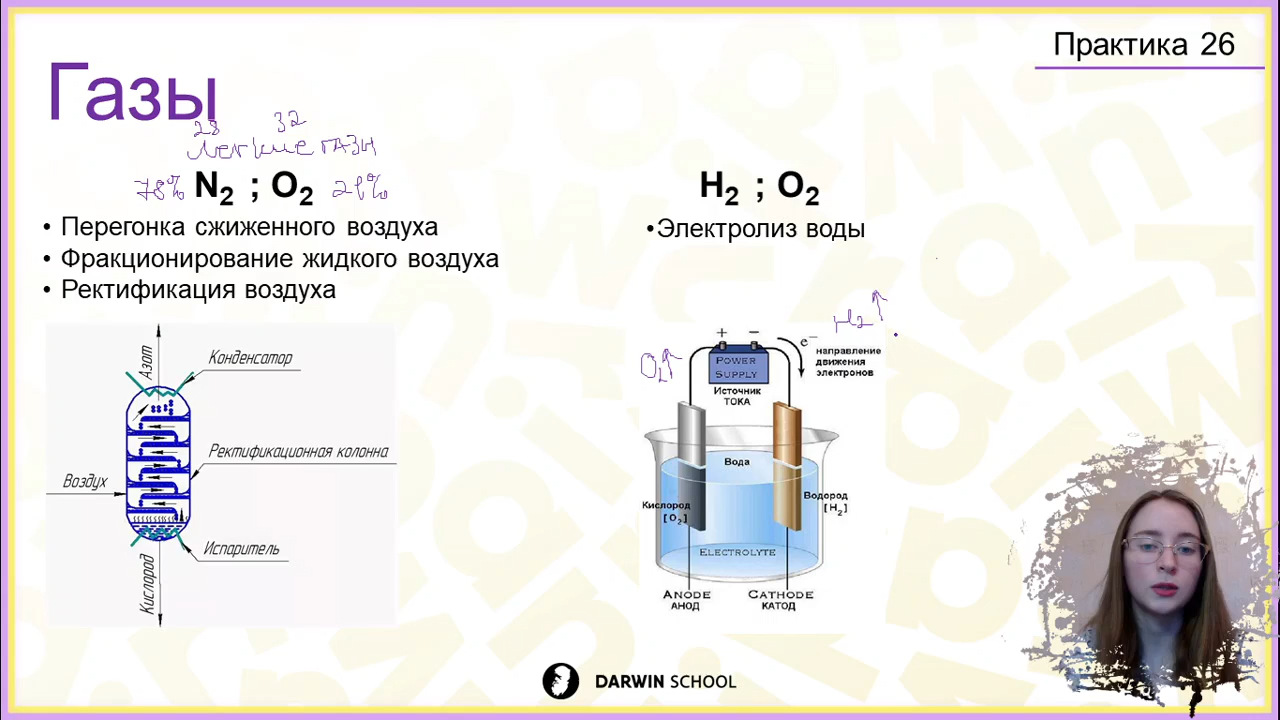 Практика 26
Газы
28 32
Легкие газы
78% N₂ ; O₂ 21%
• Перегонка сжиженного воздуха
• Фракционирование жидкого воздуха
• Ректификация воздуха
Азот
Конденсатор
Ректификационная колонна
Воздух
Испаритель
Кислород
H₂ ; O₂
•Электролиз воды
H₂↑
O₂↑
+ −
e⁻
направление
движения
электронов
POWER
SUPPLY
Источник
ТОКА
Вода
Кислород
[O₂]
Водород
[H₂]
ELECTROLYTE
ANODE
АНОД
CATHODE
КАТОД
DARWIN SCHOOL